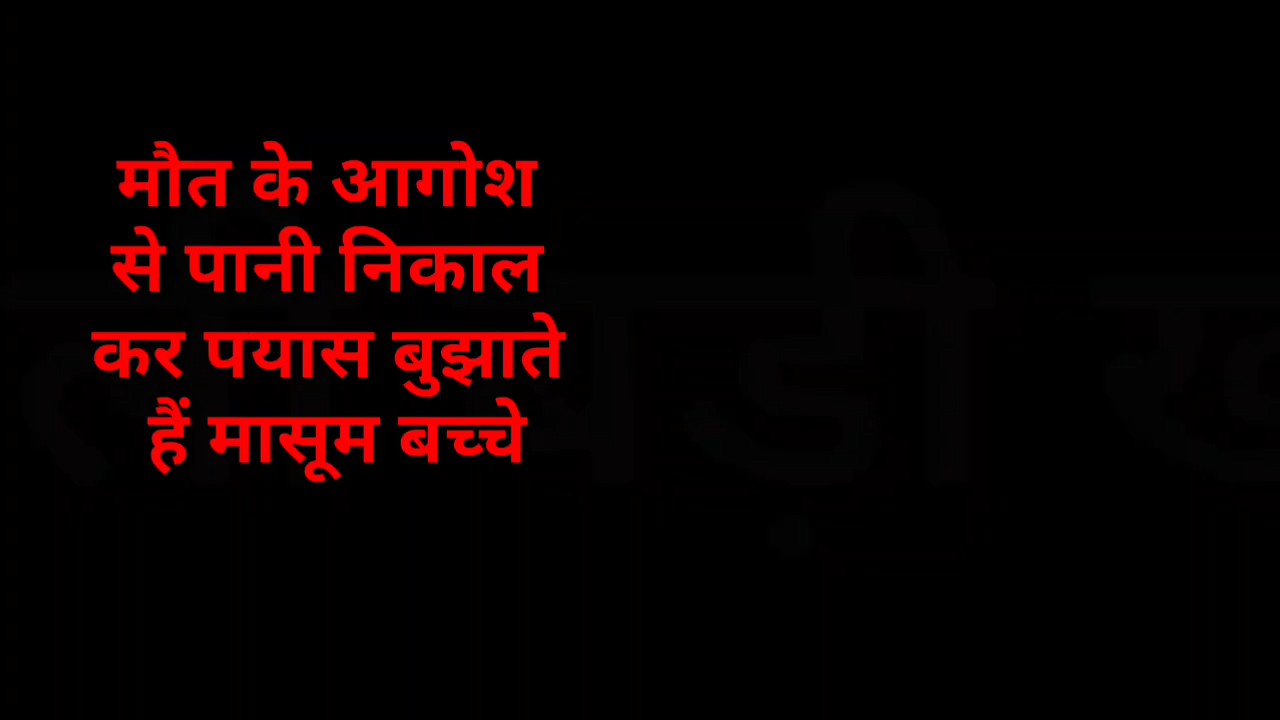 मौत के आगोश
से पानी निकाल
कर पयास बुझाते
हैं मासूम बच्चे